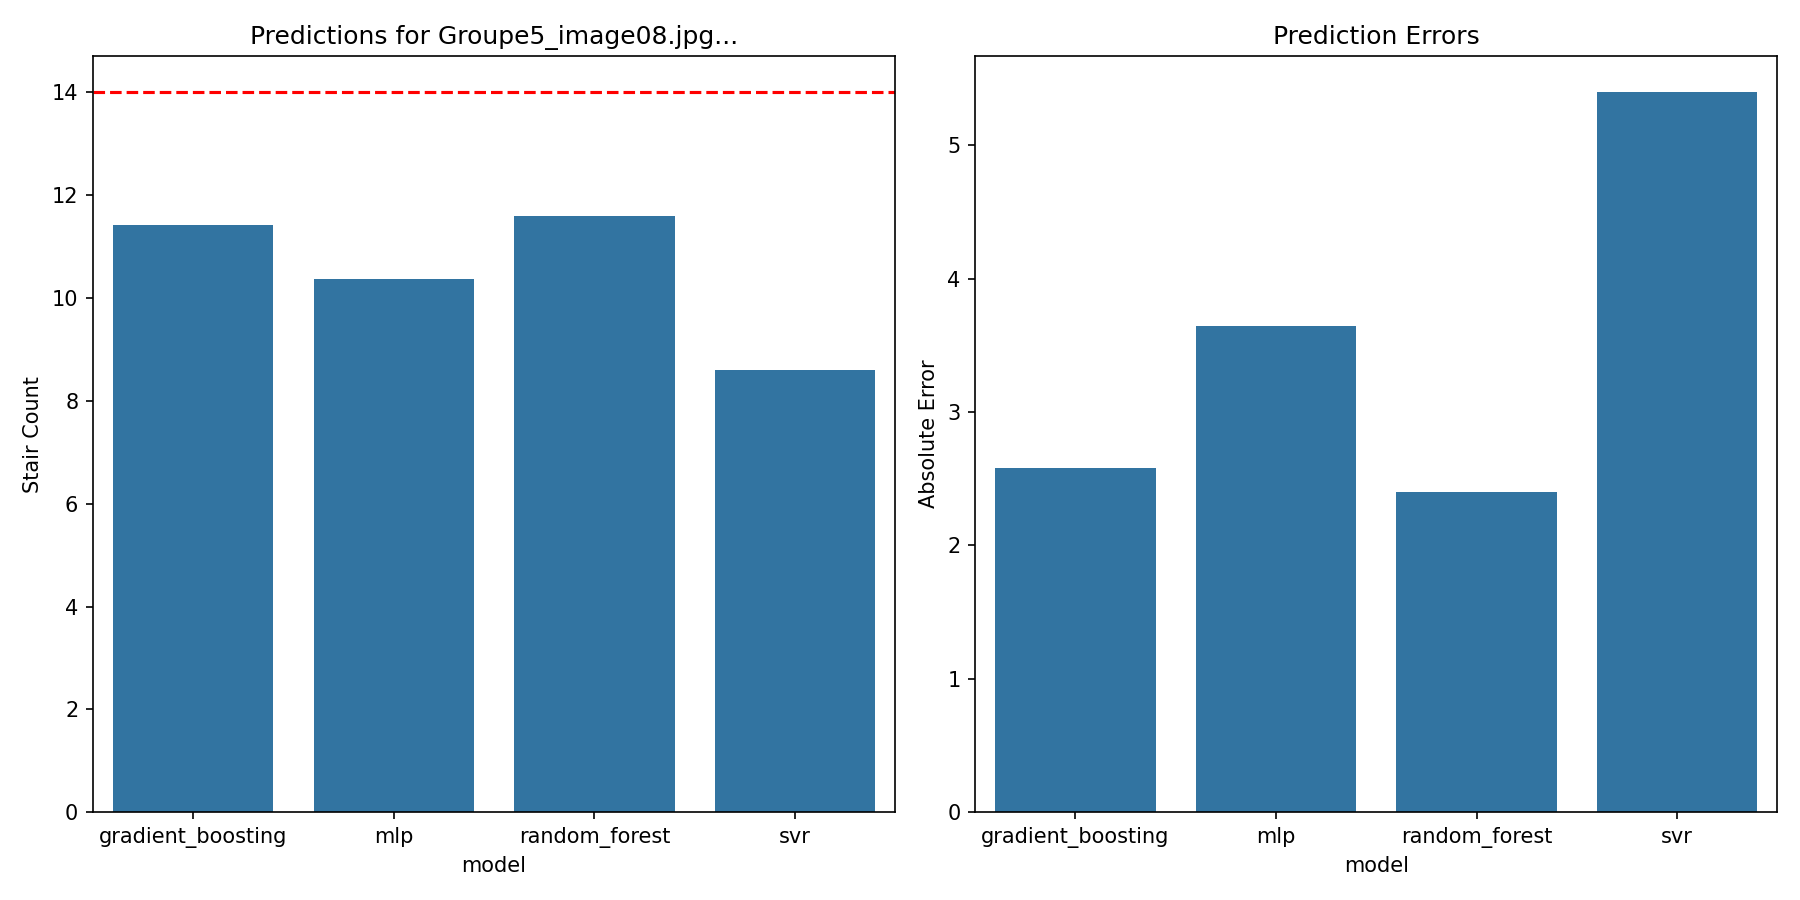 Predictions for Groupe5_image08.jpg...
Stair Count
14
12
10
8
6
4
2
0
gradient_boosting mlp random_forest svr
model
Prediction Errors
Absolute Error
5
4
3
2
1
0
gradient_boosting mlp random_forest svr
model